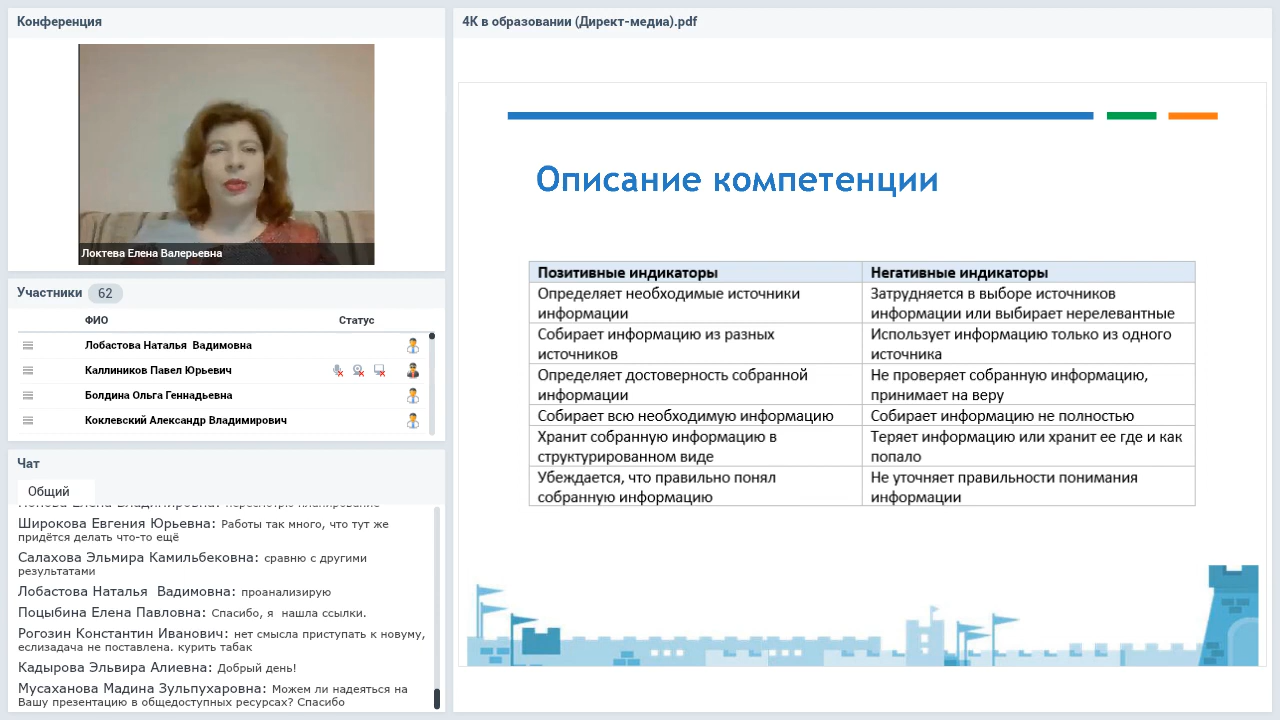 Конференция
Локтева Елена Валерьевна
Участники 62
ФИО Статус
Лобастова Наталья Вадимовна
Каллиников Павел Юрьевич
Болдина Ольга Геннадьевна
Коклевский Александр Владимирович
Чат
Общий
Широкова Евгения Юрьевна: Работы так много, что тут же
придётся делать что-то ещё
Салахова Эльмира Камильбековна: сравню с другими
результатами
Лобастова Наталья Вадимовна: проанализирую
Поцыбина Елена Павловна: Спасибо, я нашла ссылки.
Рогозин Константин Иванович: нет смысла приступать к новуму,
еслизадача не поставлена. курить табак
Кадырова Эльвира Алиевна: Добрый день!
Мусаханова Мадина Зульпухаровна: Можем ли надеяться на
Вашу презентацию в общедоступных ресурсах? Спасибо
4К в образовании (Директ-медиа).pdf
Описание компетенции
Позитивные индикаторы
Негативные индикаторы
Определяет необходимые источники
информации
Затрудняется в выборе источников
информации или выбирает нерелевантные
Собирает информацию из разных
источников
Использует информацию только из одного
источника
Определяет достоверность собранной
информации
Не проверяет собранную информацию,
принимает на веру
Собирает всю необходимую информацию
Собирает информацию не полностью
Хранит собранную информацию в
структурированном виде
Теряет информацию или хранит ее где и как
попало
Убеждается, что правильно понял
собранную информацию
Не уточняет правильности понимания
информации